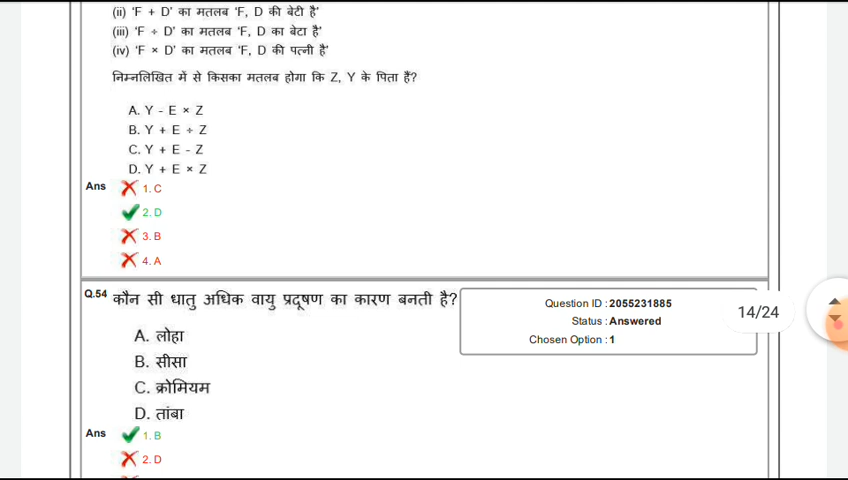 (ii) 'F + D' का मतलब 'F, D की बेटी है'
(iii) 'F ÷ D' का मतलब 'F, D का बेटा है'
(iv) 'F × D' का मतलब 'F, D की पत्नी है'
निम्नलिखित में से किसका मतलब होगा कि Z, Y के पिता हैं?
A. Y - E × Z
B. Y + E ÷ Z
C. Y + E - Z
D. Y + E × Z
Ans 1. C
2. D
3. B
4. A
Q.54 कौन सी धातु अधिक वायु प्रदूषण का कारण बनती है?
Question ID : 2055231885
Status : Answered
Chosen Option : 1
14/24
A. लोहा
B. सीसा
C. क्रोमियम
D. तांबा
Ans 1. B
2. D